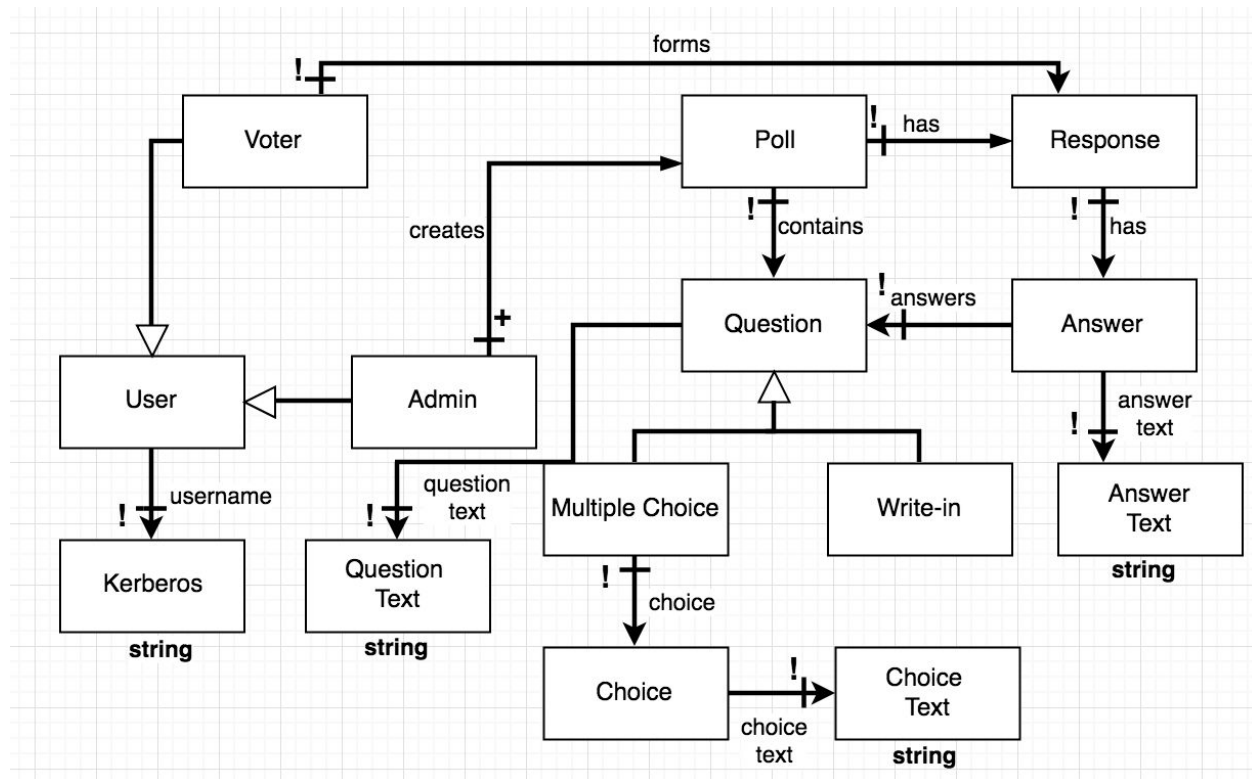 forms
!
Voter
Poll
!
has
Response
creates
!
contains
!
has
+
Question
!
answers
Answer
User
Admin
!
username
!
question
text
Multiple Choice
Write-in
!
answer
text
Kerberos
string
Question
Text
string
!
choice
Answer
Text
string
Choice
!
choice
text
Choice
Text
string